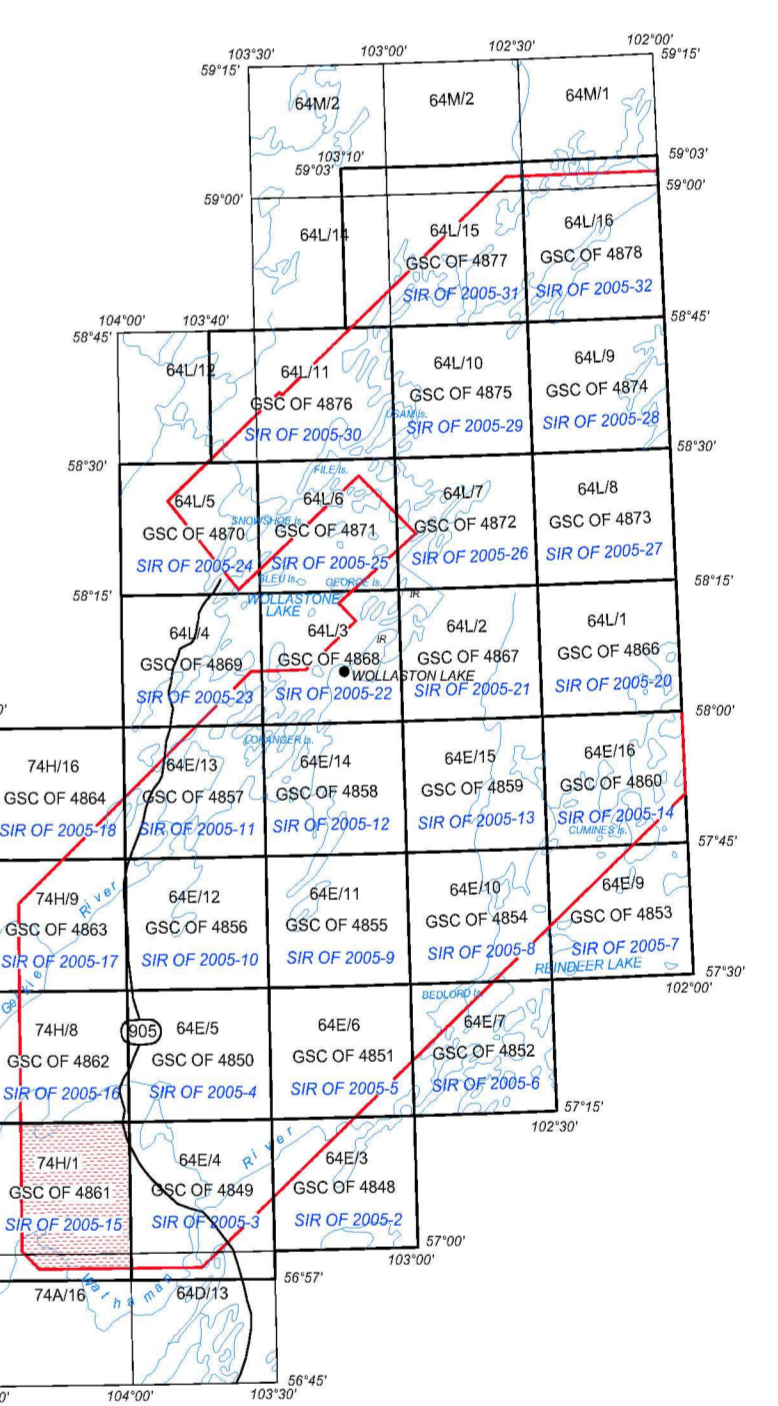 103°30' 103°00' 102°30' 102°00'
59°15' 59°15'
64M/2 64M/2 64M/1
103°10'
59°03' 59°03'
59°00' 59°00'
64L/14 64L/15 64L/16
GSC OF 4877 GSC OF 4878
SIR OF 2005-31 SIR OF 2005-32
104°00' 103°40'
58°45' 58°45'
64L/12 64L/11 64L/10 64L/9
GSC OF 4876 GSC OF 4875 GSC OF 4874
USAM Is.
SIR OF 2005-30 SIR OF 2005-29 SIR OF 2005-28
58°30' 58°30'
FILE Is.
64L/5 64L/6 64L/7 64L/8
SNOWSHOE Is.
GSC OF 4870 GSC OF 4871 GSC OF 4872 GSC OF 4873
SIR OF 2005-24 SIR OF 2005-25 SIR OF 2005-26 SIR OF 2005-27
BLEU Is. GEORGE Is.
58°15' 58°15'
WOLLASTONE IR
LAKE
64L/4 64L/3 IR 64L/2 64L/1
GSC OF 4869 GSC OF 4868 GSC OF 4867 GSC OF 4866
WOLLASTON LAKE
SIR OF 2005-23 SIR OF 2005-22 SIR OF 2005-21 SIR OF 2005-20
0' 58°00'
74H/16 64E/13 64E/14 64E/15 64E/16
GSC OF 4864 GSC OF 4857 GSC OF 4858 GSC OF 4859 GSC OF 4860
SIR OF 2005-18 SIR OF 2005-11 SIR OF 2005-12 SIR OF 2005-13 SIR OF 2005-14
CUMINES Is.
57°45'
74H/9 River 64E/12 64E/11 64E/10 64E/9
GSC OF 4863 GSC OF 4856 GSC OF 4855 GSC OF 4854 GSC OF 4853
SIR OF 2005-17 SIR OF 2005-10 SIR OF 2005-9 SIR OF 2005-8 SIR OF 2005-7
REINDEER LAKE
57°30'
102°00'
74H/8 905 64E/5 64E/6 64E/7
GSC OF 4862 GSC OF 4850 GSC OF 4851 GSC OF 4852
SIR OF 2005-16 SIR OF 2005-4 SIR OF 2005-5 SIR OF 2005-6
57°15'
102°30'
River
74H/1 64E/4 64E/3
GSC OF 4861 GSC OF 4849 GSC OF 4848
SIR OF 2005-15 SIR OF 2005-3 SIR OF 2005-2
57°00'
103°00'
56°57'
Wathaman
74A/16 64D/13
56°45'
0' 104°00' 103°30'